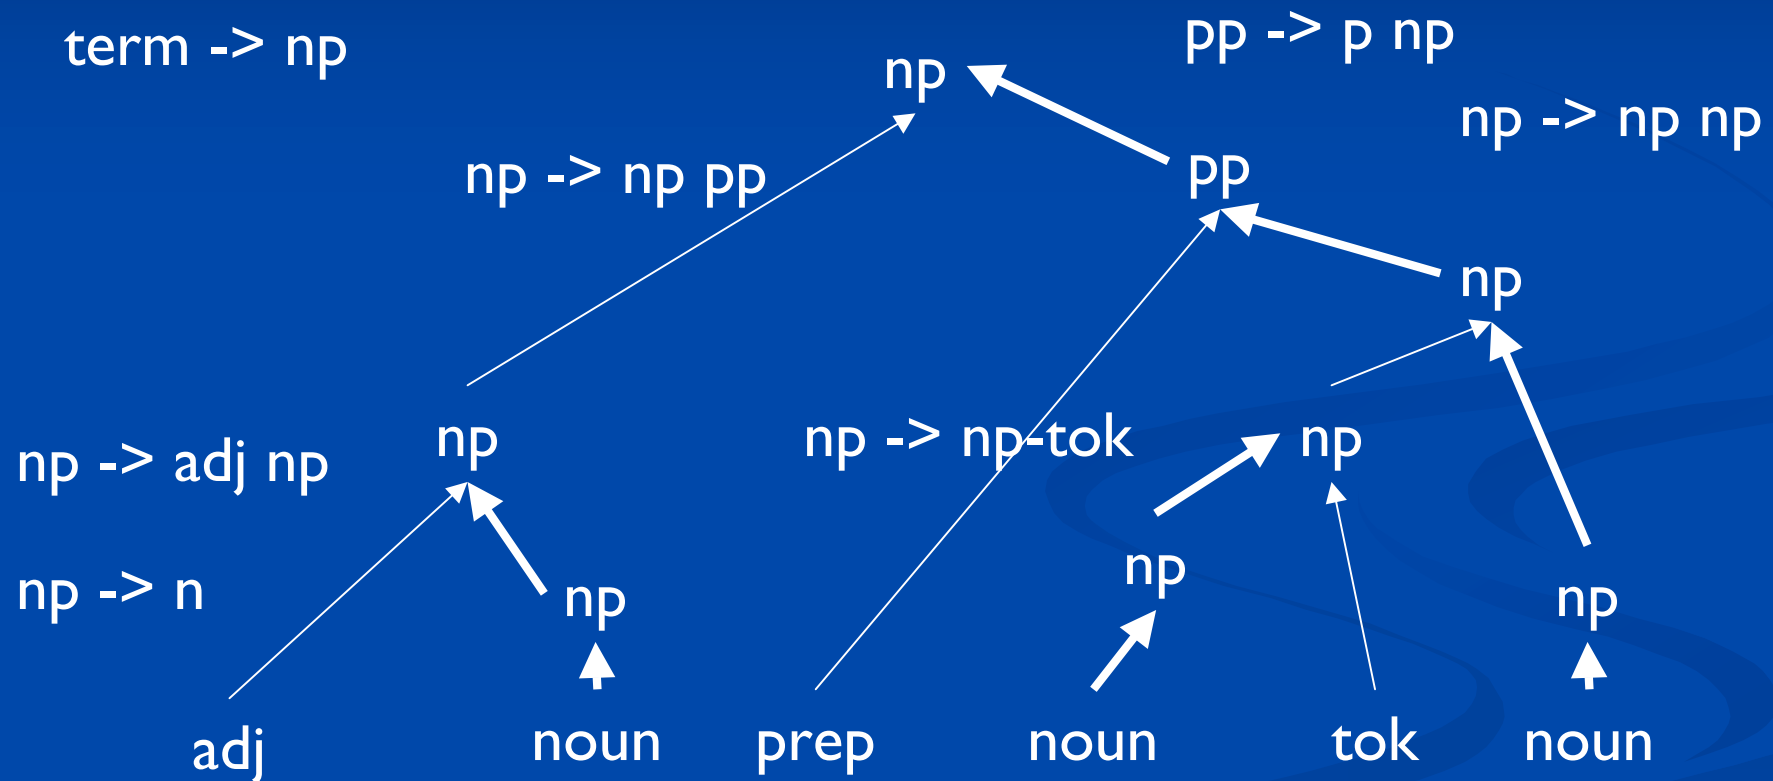 term -> np
pp -> p np
np
np -> np np
np -> np pp
pp
np
np -> adj np
np
np -> np-tok
np
np -> n
np
np
np
adj
noun
prep
noun
tok
noun